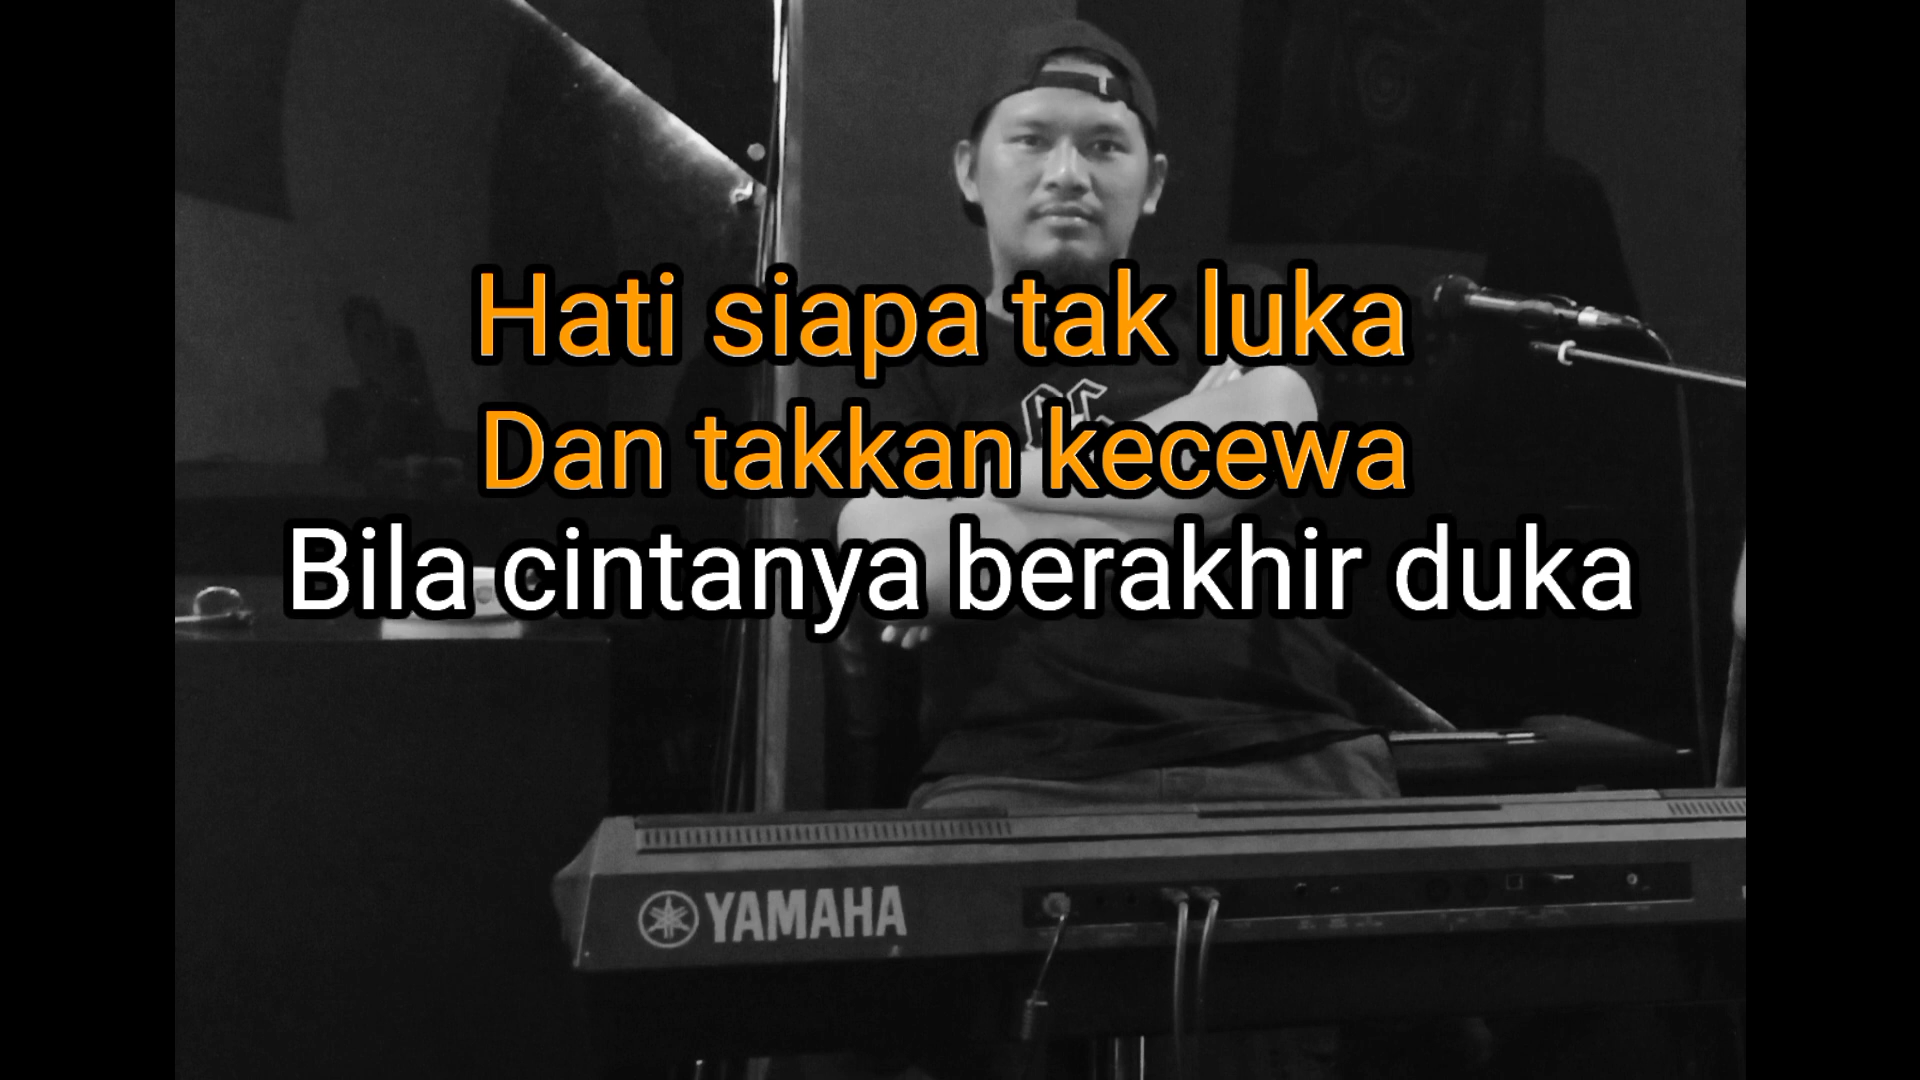 Hati siapa tak luka
Dan takkan kecewa
Bila cintanya berakhir duka
YAMAHA